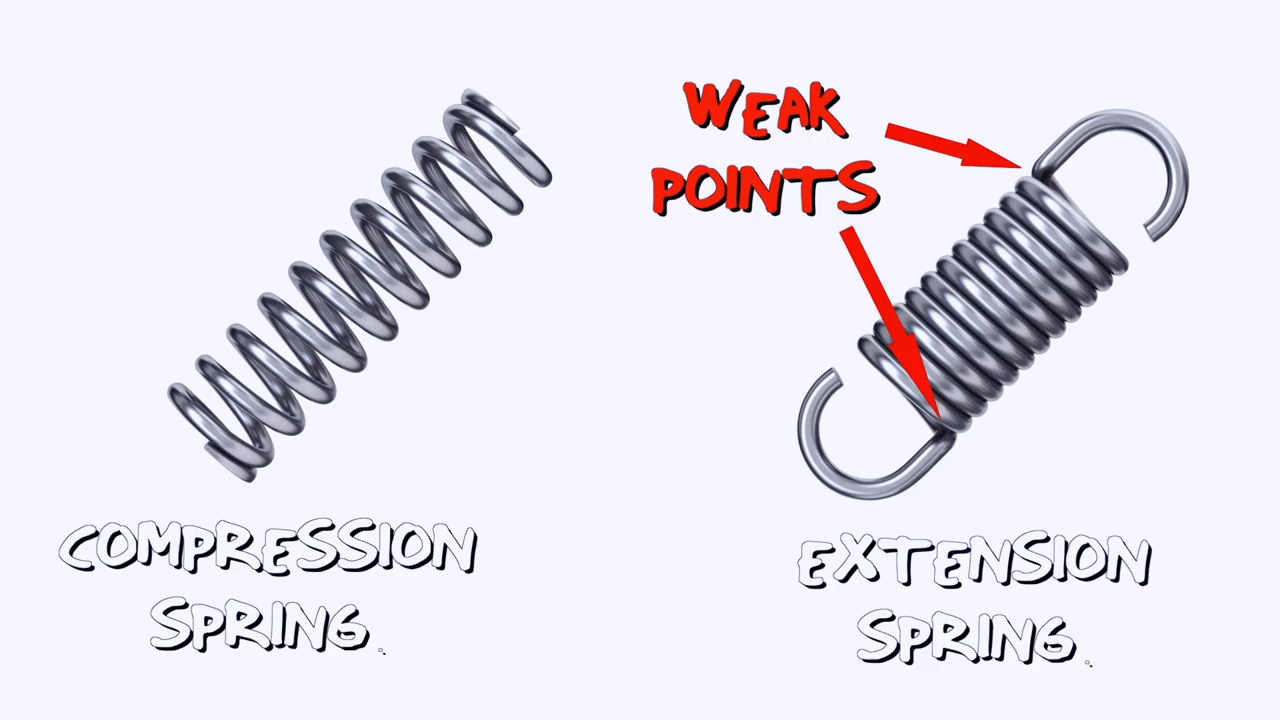 WEAK
POINTS
COMPRESSION
SPRING.
EXTENSION
SPRING.